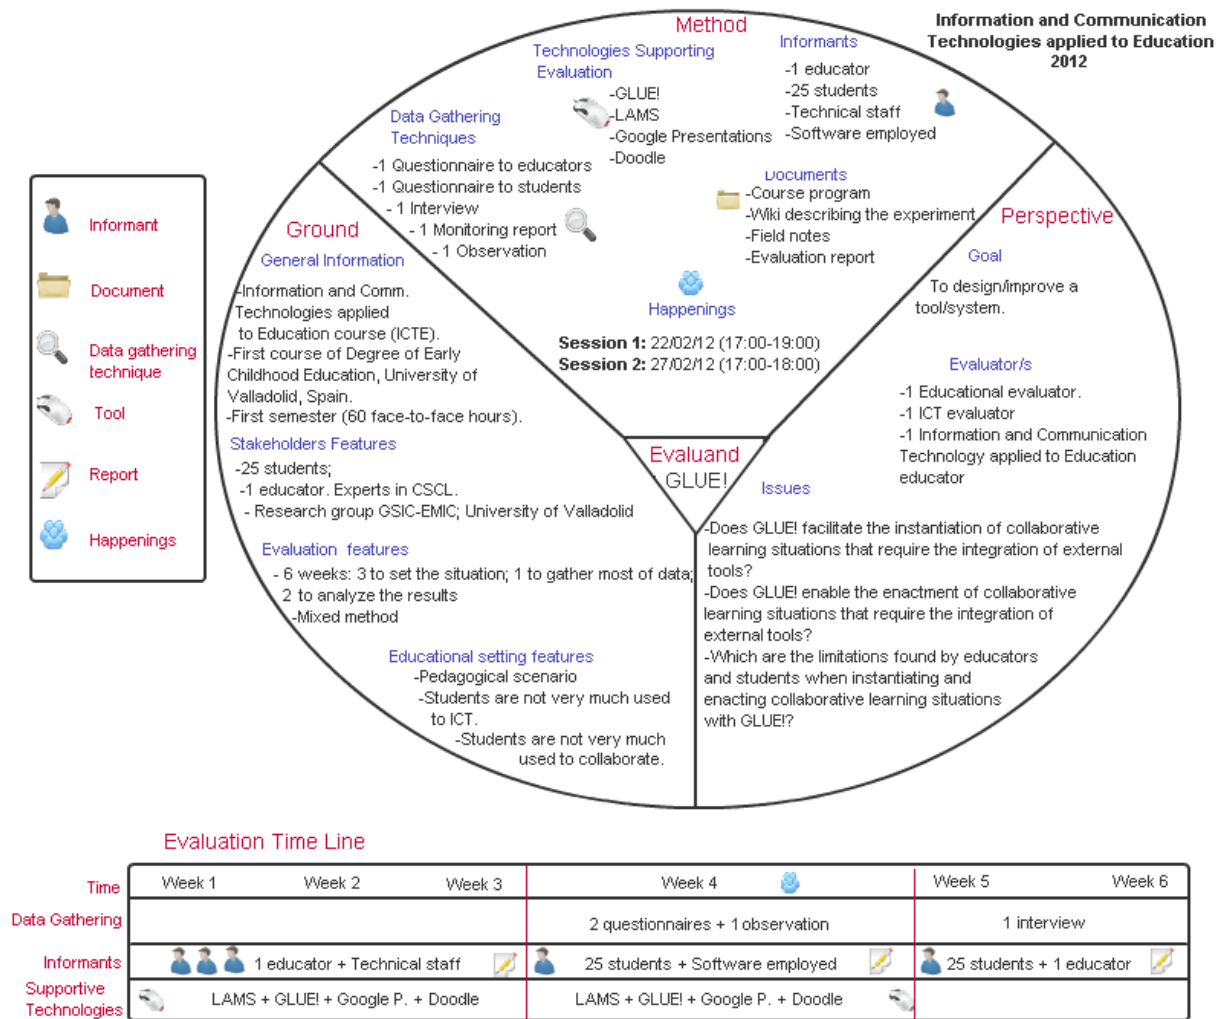 Information and Communication
Technologies applied to Education
2012
Method
Technologies Supporting
Evaluation
-GLUE!
-LAMS
-Google Presentations
-Doodle
Informants
-1 educator
-25 students
-Technical staff
-Software employed
Data Gathering
Techniques
-1 Questionnaire to educators
-1 Questionnaire to students
- 1 Interview
- 1 Monitoring report
- 1 Observation
Documents
-Course program
-Wiki describing the experiment
-Field notes
-Evaluation report
Happenings
Session 1: 22/02/12 (17:00-19:00)
Session 2: 27/02/12 (17:00-18:00)
Informant
Document
Data gathering
technique
Tool
Report
Happenings
Ground
General Information
-Information and Comm.
Technologies applied
to Education course (ICTE).
-First course of Degree of Early
Childhood Education, University of
Valladolid, Spain.
-First semester (60 face-to-face hours).
Stakeholders Features
-25 students;
-1 educator. Experts in CSCL.
- Research group GSIC-EMIC; University of Valladolid
Evaluation features
- 6 weeks: 3 to set the situation; 1 to gather most of data;
2 to analyze the results
-Mixed method
Educational setting features
-Pedagogical scenario
-Students are not very much used
to ICT.
-Students are not very much
used to collaborate.
Evaluand
GLUE!
Perspective
Goal
To design/improve a
tool/system.
Evaluator/s
-1 Educational evaluator.
-1 ICT evaluator
-1 Information and Communication
Technology applied to Education
educator
Issues
-Does GLUE! facilitate the instantiation of collaborative
learning situations that require the integration of external
tools?
-Does GLUE! enable the enactment of collaborative
learning situations that require the integration of
external tools?
-Which are the limitations found by educators
and students when instantiating and
enacting collaborative learning situations
with GLUE!?
Evaluation Time Line
Time Week 1 Week 2 Week 3 Week 4 Week 5 Week 6
Data Gathering 2 questionnaires + 1 observation 1 interview
Informants 1 educator + Technical staff 25 students + Software employed 25 students + 1 educator
Supportive
Technologies LAMS + GLUE! + Google P. + Doodle LAMS + GLUE! + Google P. + Doodle